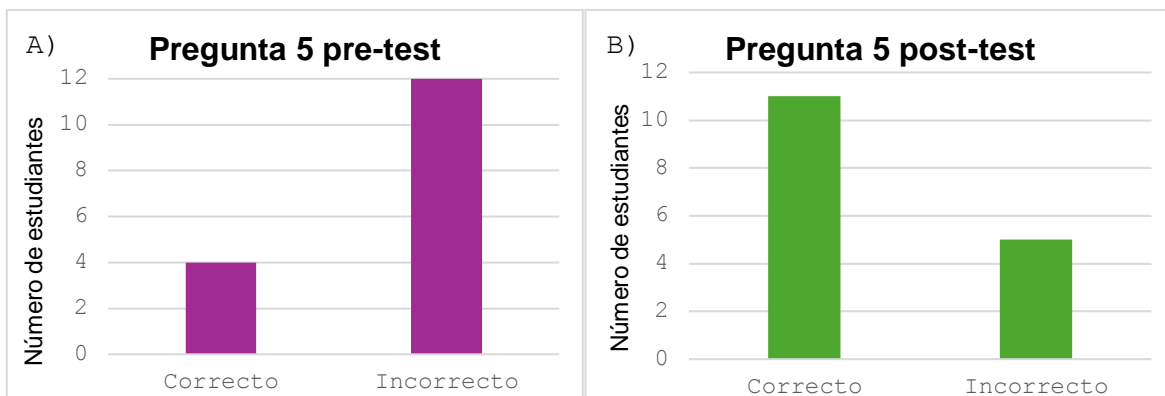 A)
Pregunta 5 pre-test
Número de estudiantes
12
10
8
6
4
2
0
Correcto Incorrecto
B)
Pregunta 5 post-test
Número de estudiantes
12
10
8
6
4
2
0
Correcto Incorrecto